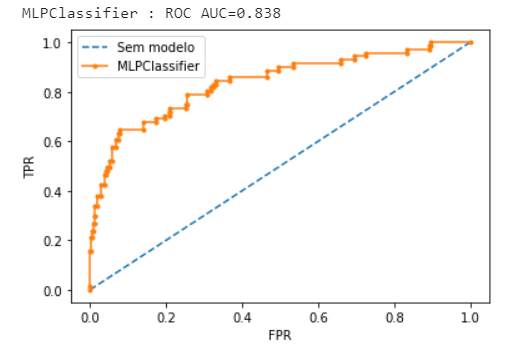 MLPClassifier : ROC AUC=0.838
Sem modelo
MLPClassifier
1.0
0.8
0.6
0.4
0.2
0.0
TPR
0.0 0.2 0.4 0.6 0.8 1.0
FPR